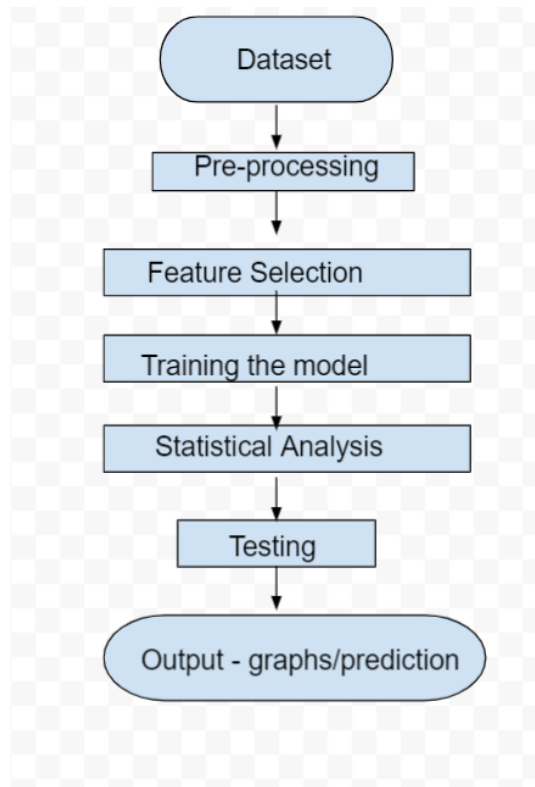 Dataset
Pre-processing
Feature Selection
Training the model
Statistical Analysis
Testing
Output - graphs/prediction